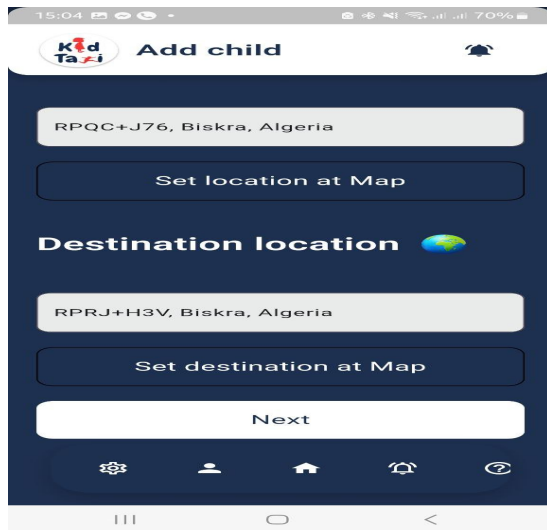 15:04
70%
Kid
Taxi
Add child
RPQC+J76, Biskra, Algeria
Set location at Map
Destination location
RPRJ+H3V, Biskra, Algeria
Set destination at Map
Next